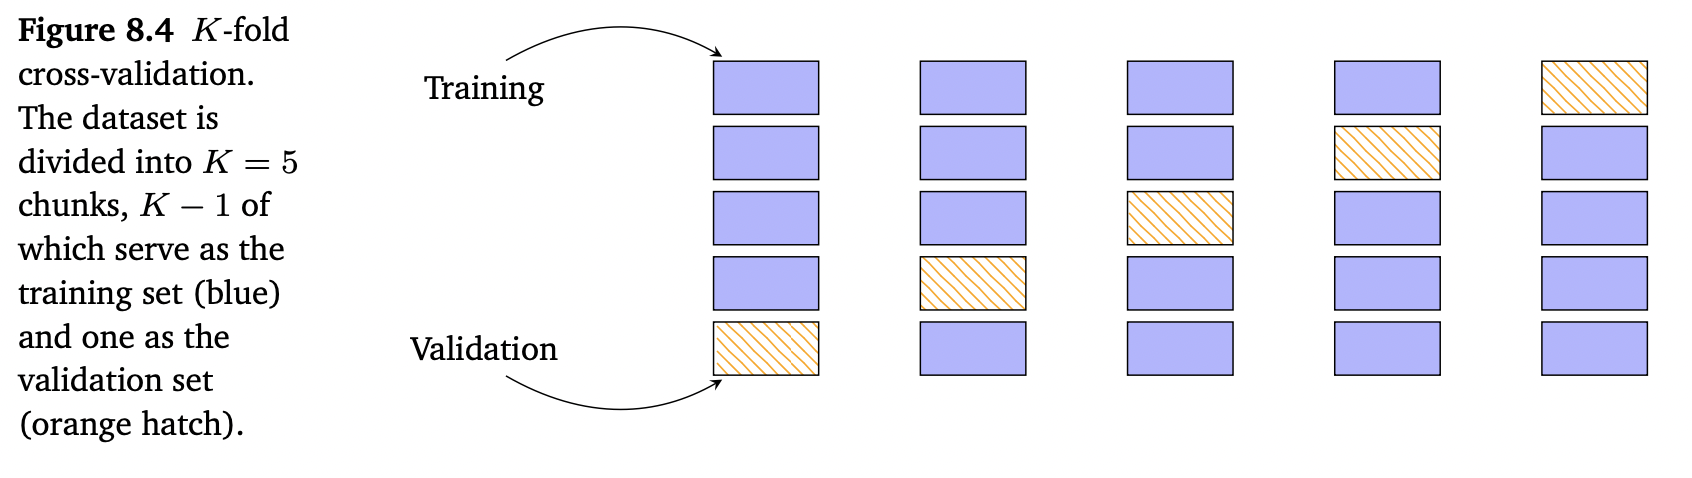 Figure 8.4 K-fold
cross-validation.
The dataset is
divided into K = 5
chunks, K − 1 of
which serve as the
training set (blue)
and one as the
validation set
(orange hatch).
Training
Validation